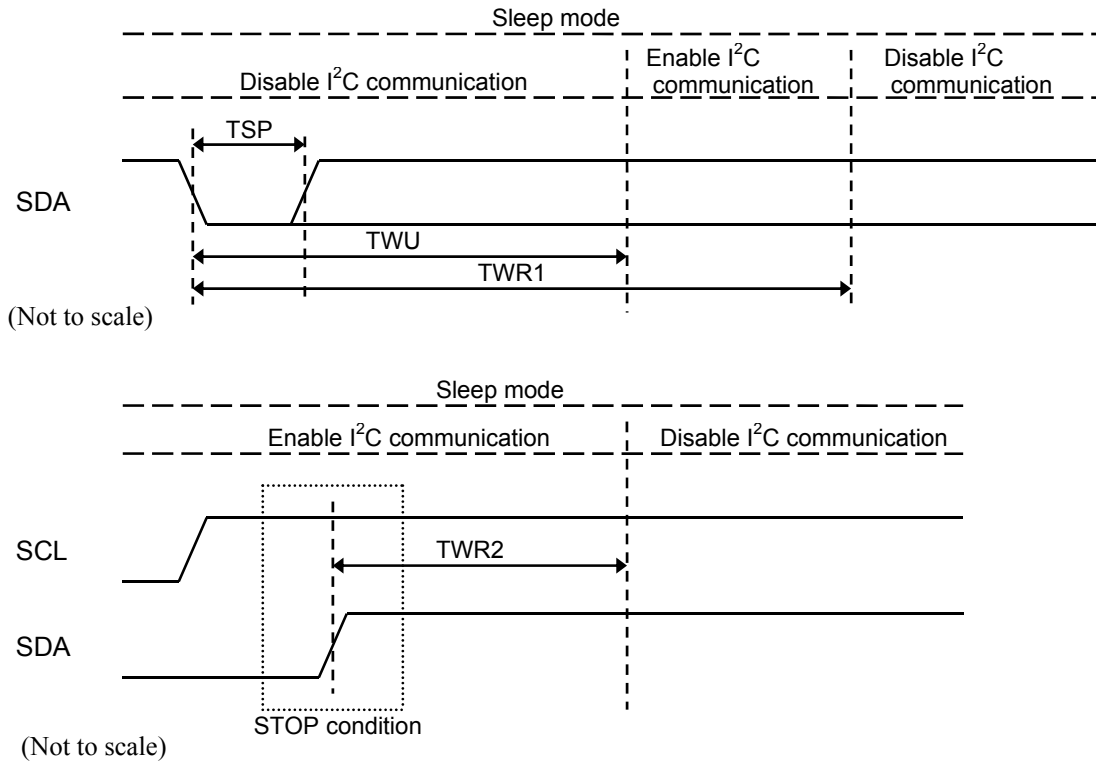 Sleep mode
Enable I²C Disable I²C
Disable I²C communication communication communication
TSP
SDA
TWU
TWR1
(Not to scale)
Sleep mode
Enable I²C communication Disable I²C communication
SCL
TWR2
SDA
STOP condition
(Not to scale)